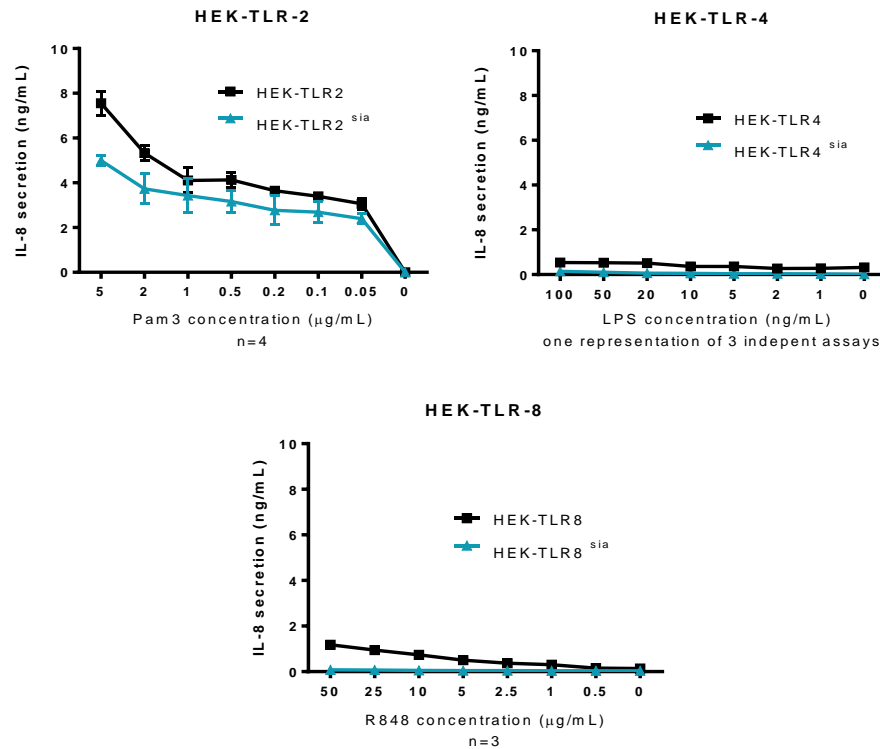 HEK-TLR-2
IL-8 secretion (ng/mL)
10
8
6
4
2
0
HEK-TLR2
HEK-TLR2 sia
5 2 1 0.5 0.2 0.1 0.05 0
Pam3 concentration (µg/mL)
n=4
HEK-TLR-4
IL-8 secretion (ng/mL)
10
8
6
4
2
0
HEK-TLR4
HEK-TLR4 sia
100 50 20 10 5 2 1 0
LPS concentration (ng/mL)
one representation of 3 indepent assays
HEK-TLR-8
IL-8 secretion (ng/mL)
10
8
6
4
2
0
HEK-TLR8
HEK-TLR8 sia
50 25 10 5 2.5 1 0.5 0
R848 concentration (µg/mL)
n=3